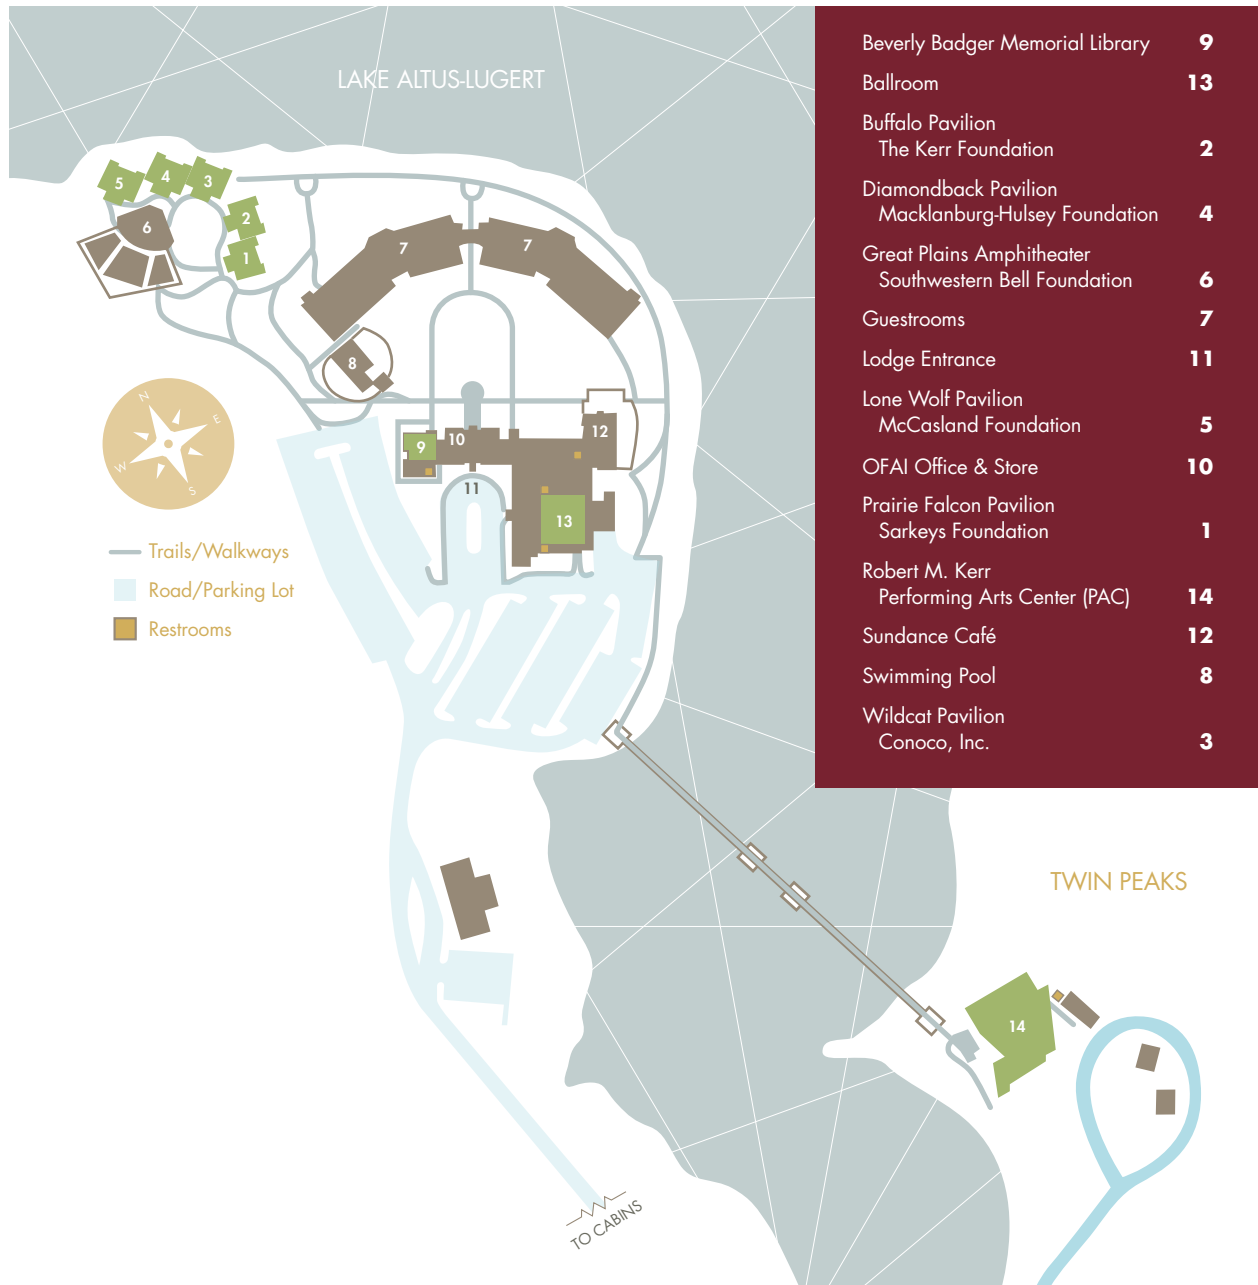 LAKE ALTUS-LUGERT
Beverly Badger Memorial Library 9
Ballroom 13
Buffalo Pavilion
The Kerr Foundation 2
Diamondback Pavilion
Macklanburg-Hulsey Foundation 4
Great Plains Amphitheater
Southwestern Bell Foundation 6
Guestrooms 7
Lodge Entrance 11
Lone Wolf Pavilion
McCasland Foundation 5
OFAI Office & Store 10
Prairie Falcon Pavilion
Sarkeys Foundation 1
Robert M. Kerr
Performing Arts Center (PAC) 14
Sundance Café 12
Swimming Pool 8
Wildcat Pavilion
Conoco, Inc. 3
5
4
3
2
1
6
7
7
8
9
10
11
12
13
N
E
W
S
Trails/Walkways
Road/Parking Lot
Restrooms
TWIN PEAKS
14
TO CABINS